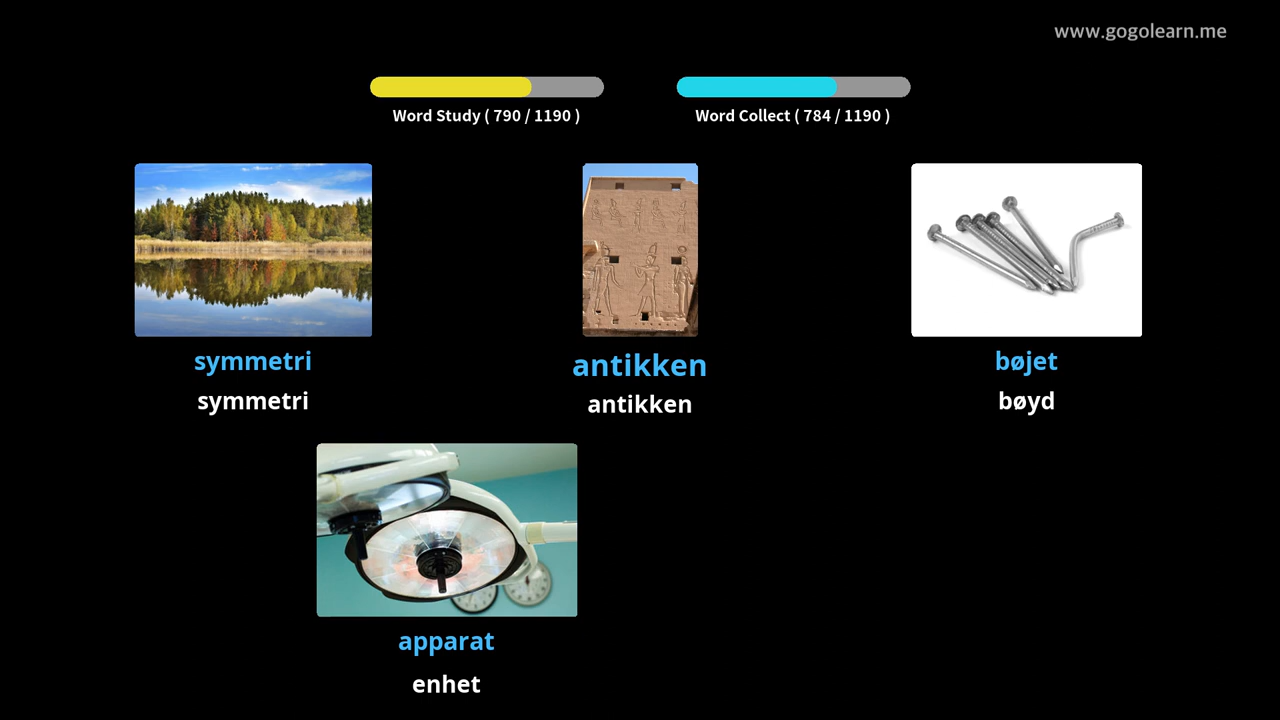 www.gogolearn.me
Word Study ( 790 / 1190 )
Word Collect ( 784 / 1190 )
symmetri
symmetri
antikken
antikken
bøjet
bøyd
apparat
enhet